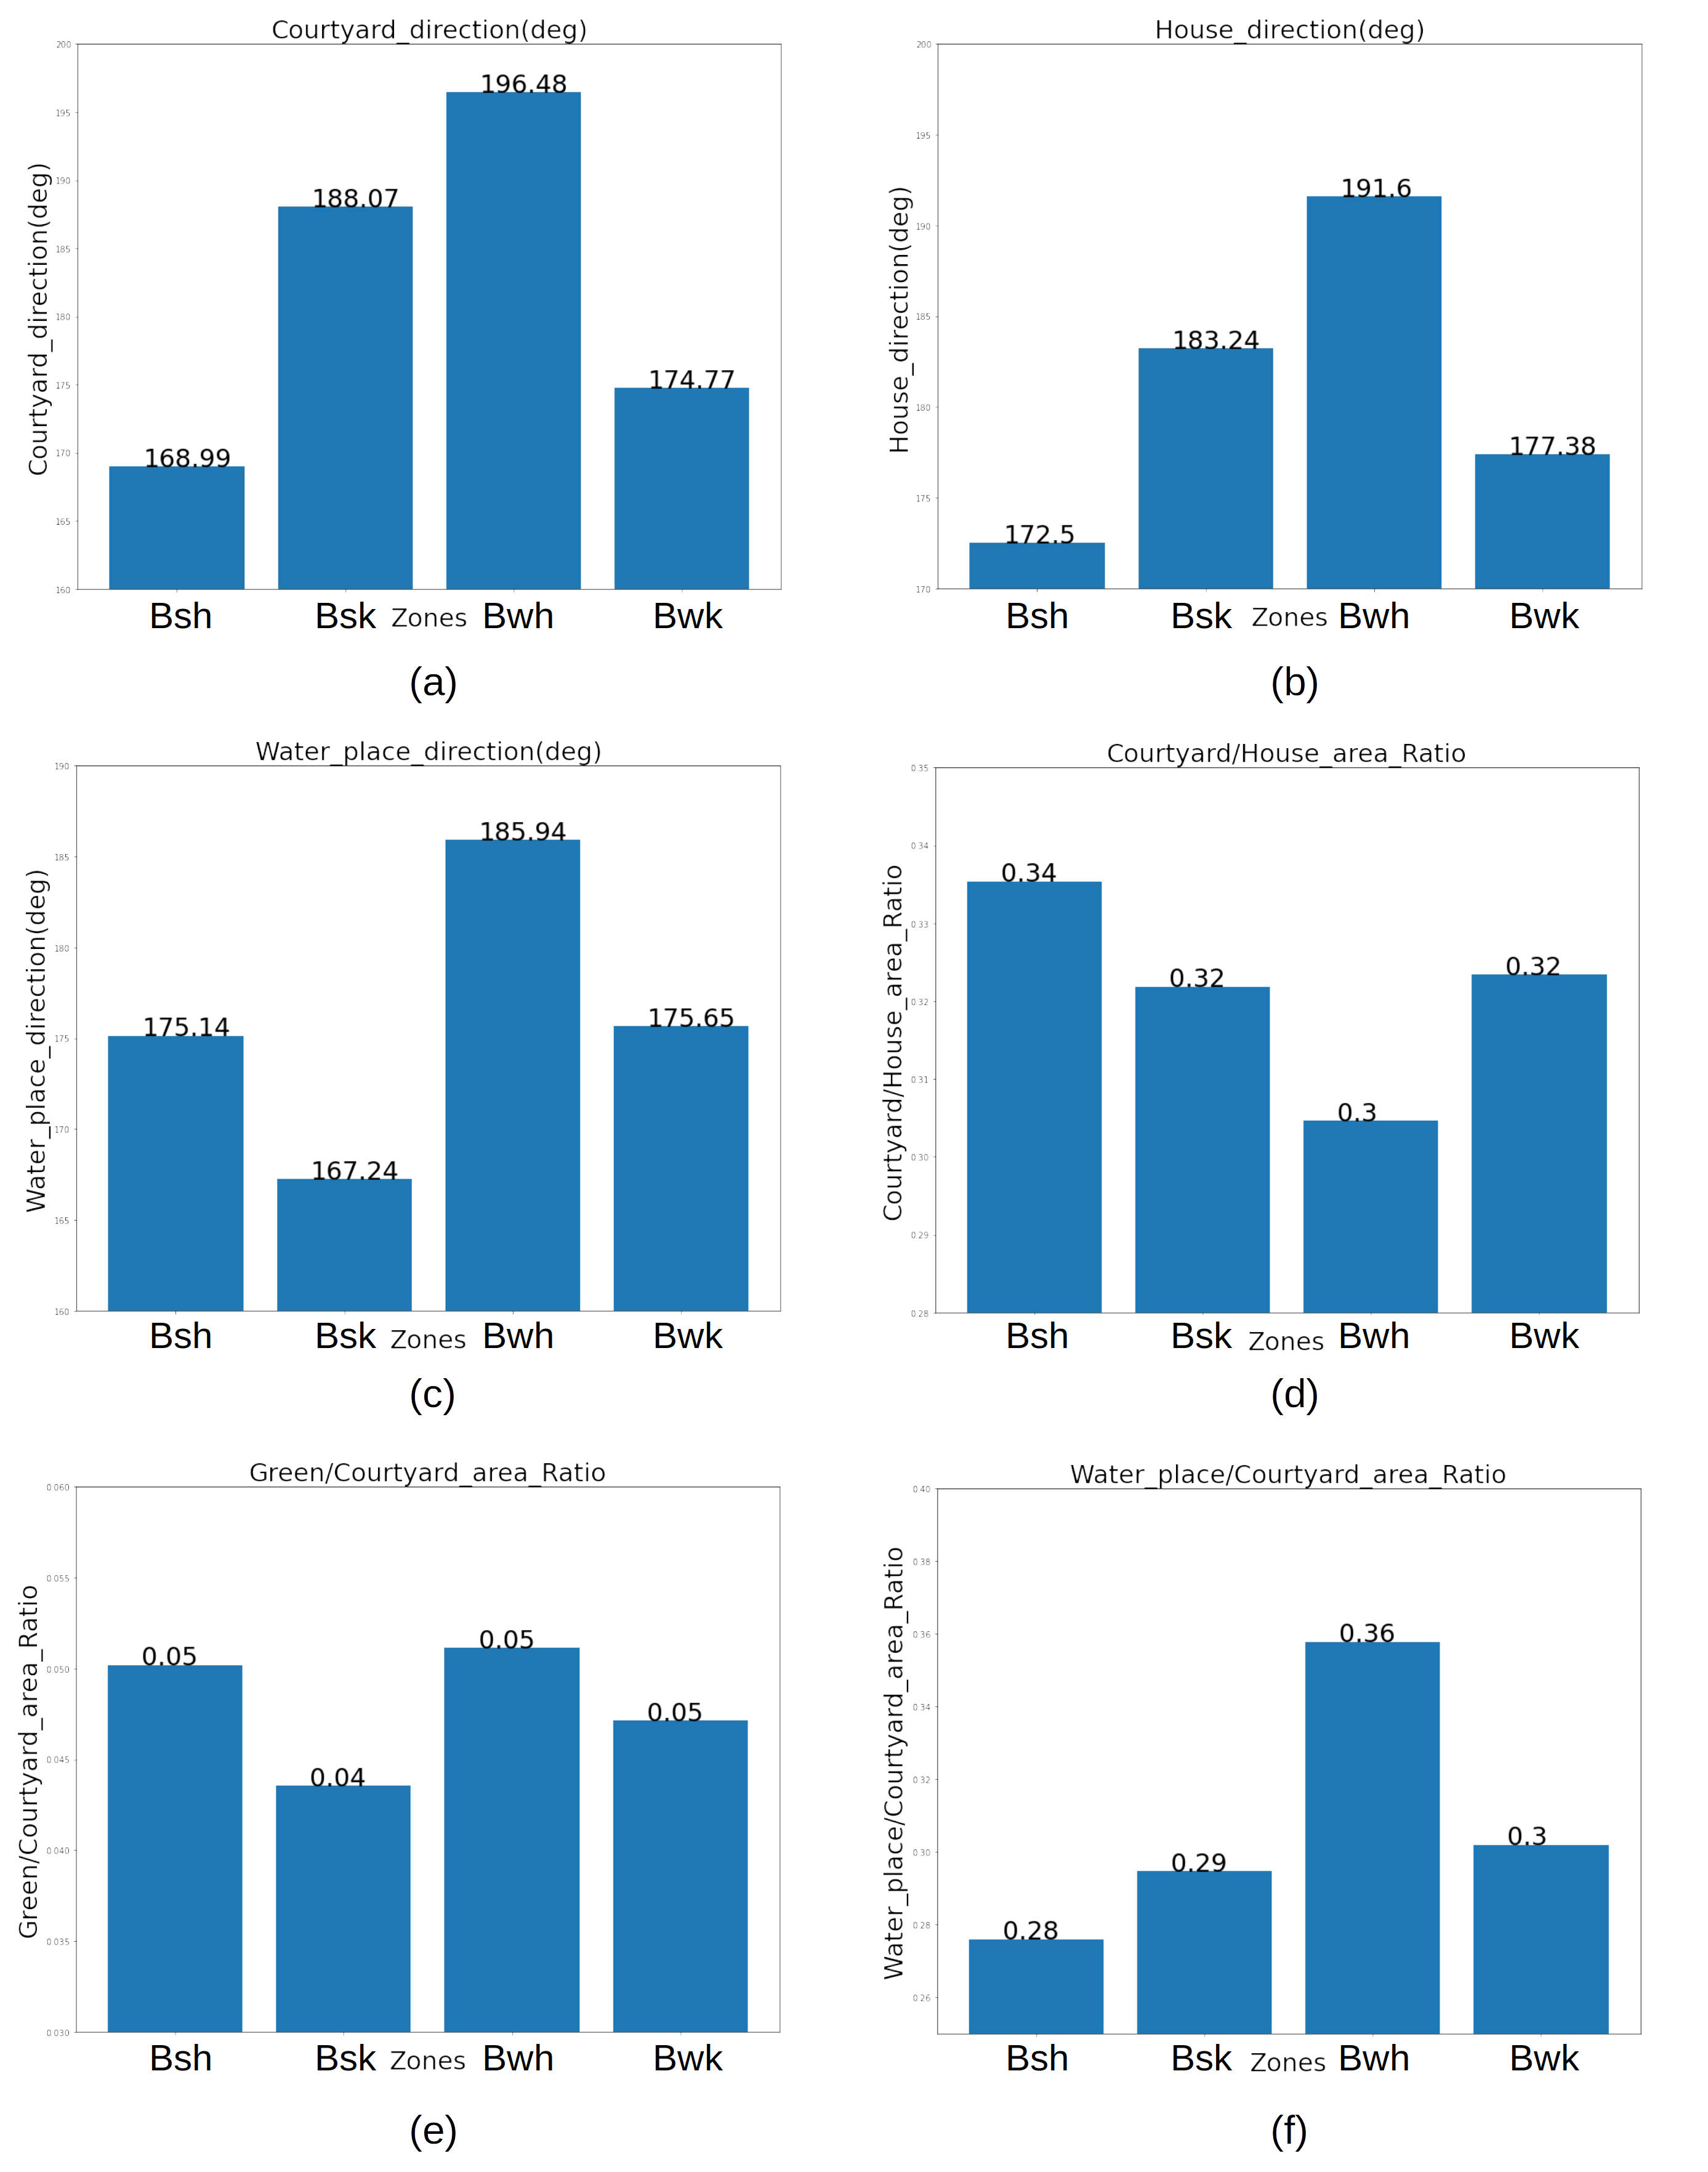 Courtyard_direction(deg)
Courtyard_direction(deg)
200
195
190
185
180
175
170
165
160
168.99
188.07
196.48
174.77
Bsh Bsk Zones Bwh Bwk
(a)
House_direction(deg)
House_direction(deg)
200
195
190
185
180
175
170
172.5
183.24
191.6
177.38
Bsh Bsk Zones Bwh Bwk
(b)
Water_place_direction(deg)
Water_place_direction(deg)
190
185
180
175
170
165
160
175.14
167.24
185.94
175.65
Bsh Bsk Zones Bwh Bwk
(c)
Courtyard/House_area_Ratio
Courtyard/House_area_Ratio
0.35
0.34
0.33
0.32
0.31
0.30
0.29
0.28
0.34
0.32
0.3
0.32
Bsh Bsk Zones Bwh Bwk
(d)
Green/Courtyard_area_Ratio
Green/Courtyard_area_Ratio
0.060
0.055
0.050
0.045
0.040
0.035
0.030
0.05
0.04
0.05
0.05
Bsh Bsk Zones Bwh Bwk
(e)
Water_place/Courtyard_area_Ratio
Water_place/Courtyard_area_Ratio
0.40
0.38
0.36
0.34
0.32
0.30
0.28
0.26
0.28
0.29
0.36
0.3
Bsh Bsk Zones Bwh Bwk
(f)